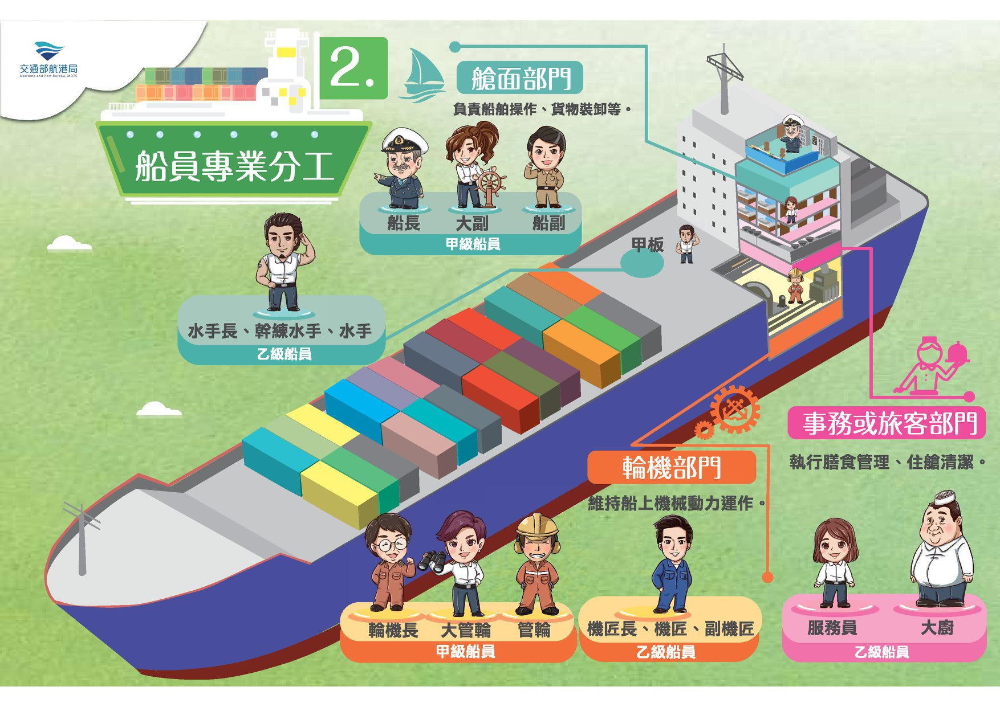 交通部航港局
Maritime and Port Bureau, MOTC
2.
船員專業分工
艙面部門
負責船舶操作、貨物裝卸等。
船長
大副
船副
甲級船員
甲板
水手長、幹練水手、水手
乙級船員
事務或旅客部門
執行膳食管理、住艙清潔。
輪機部門
維持船上機械動力運作。
輪機長
大管輪
管輪
甲級船員
機匠長、機匠、副機匠
乙級船員
服務員
大廚
乙級船員